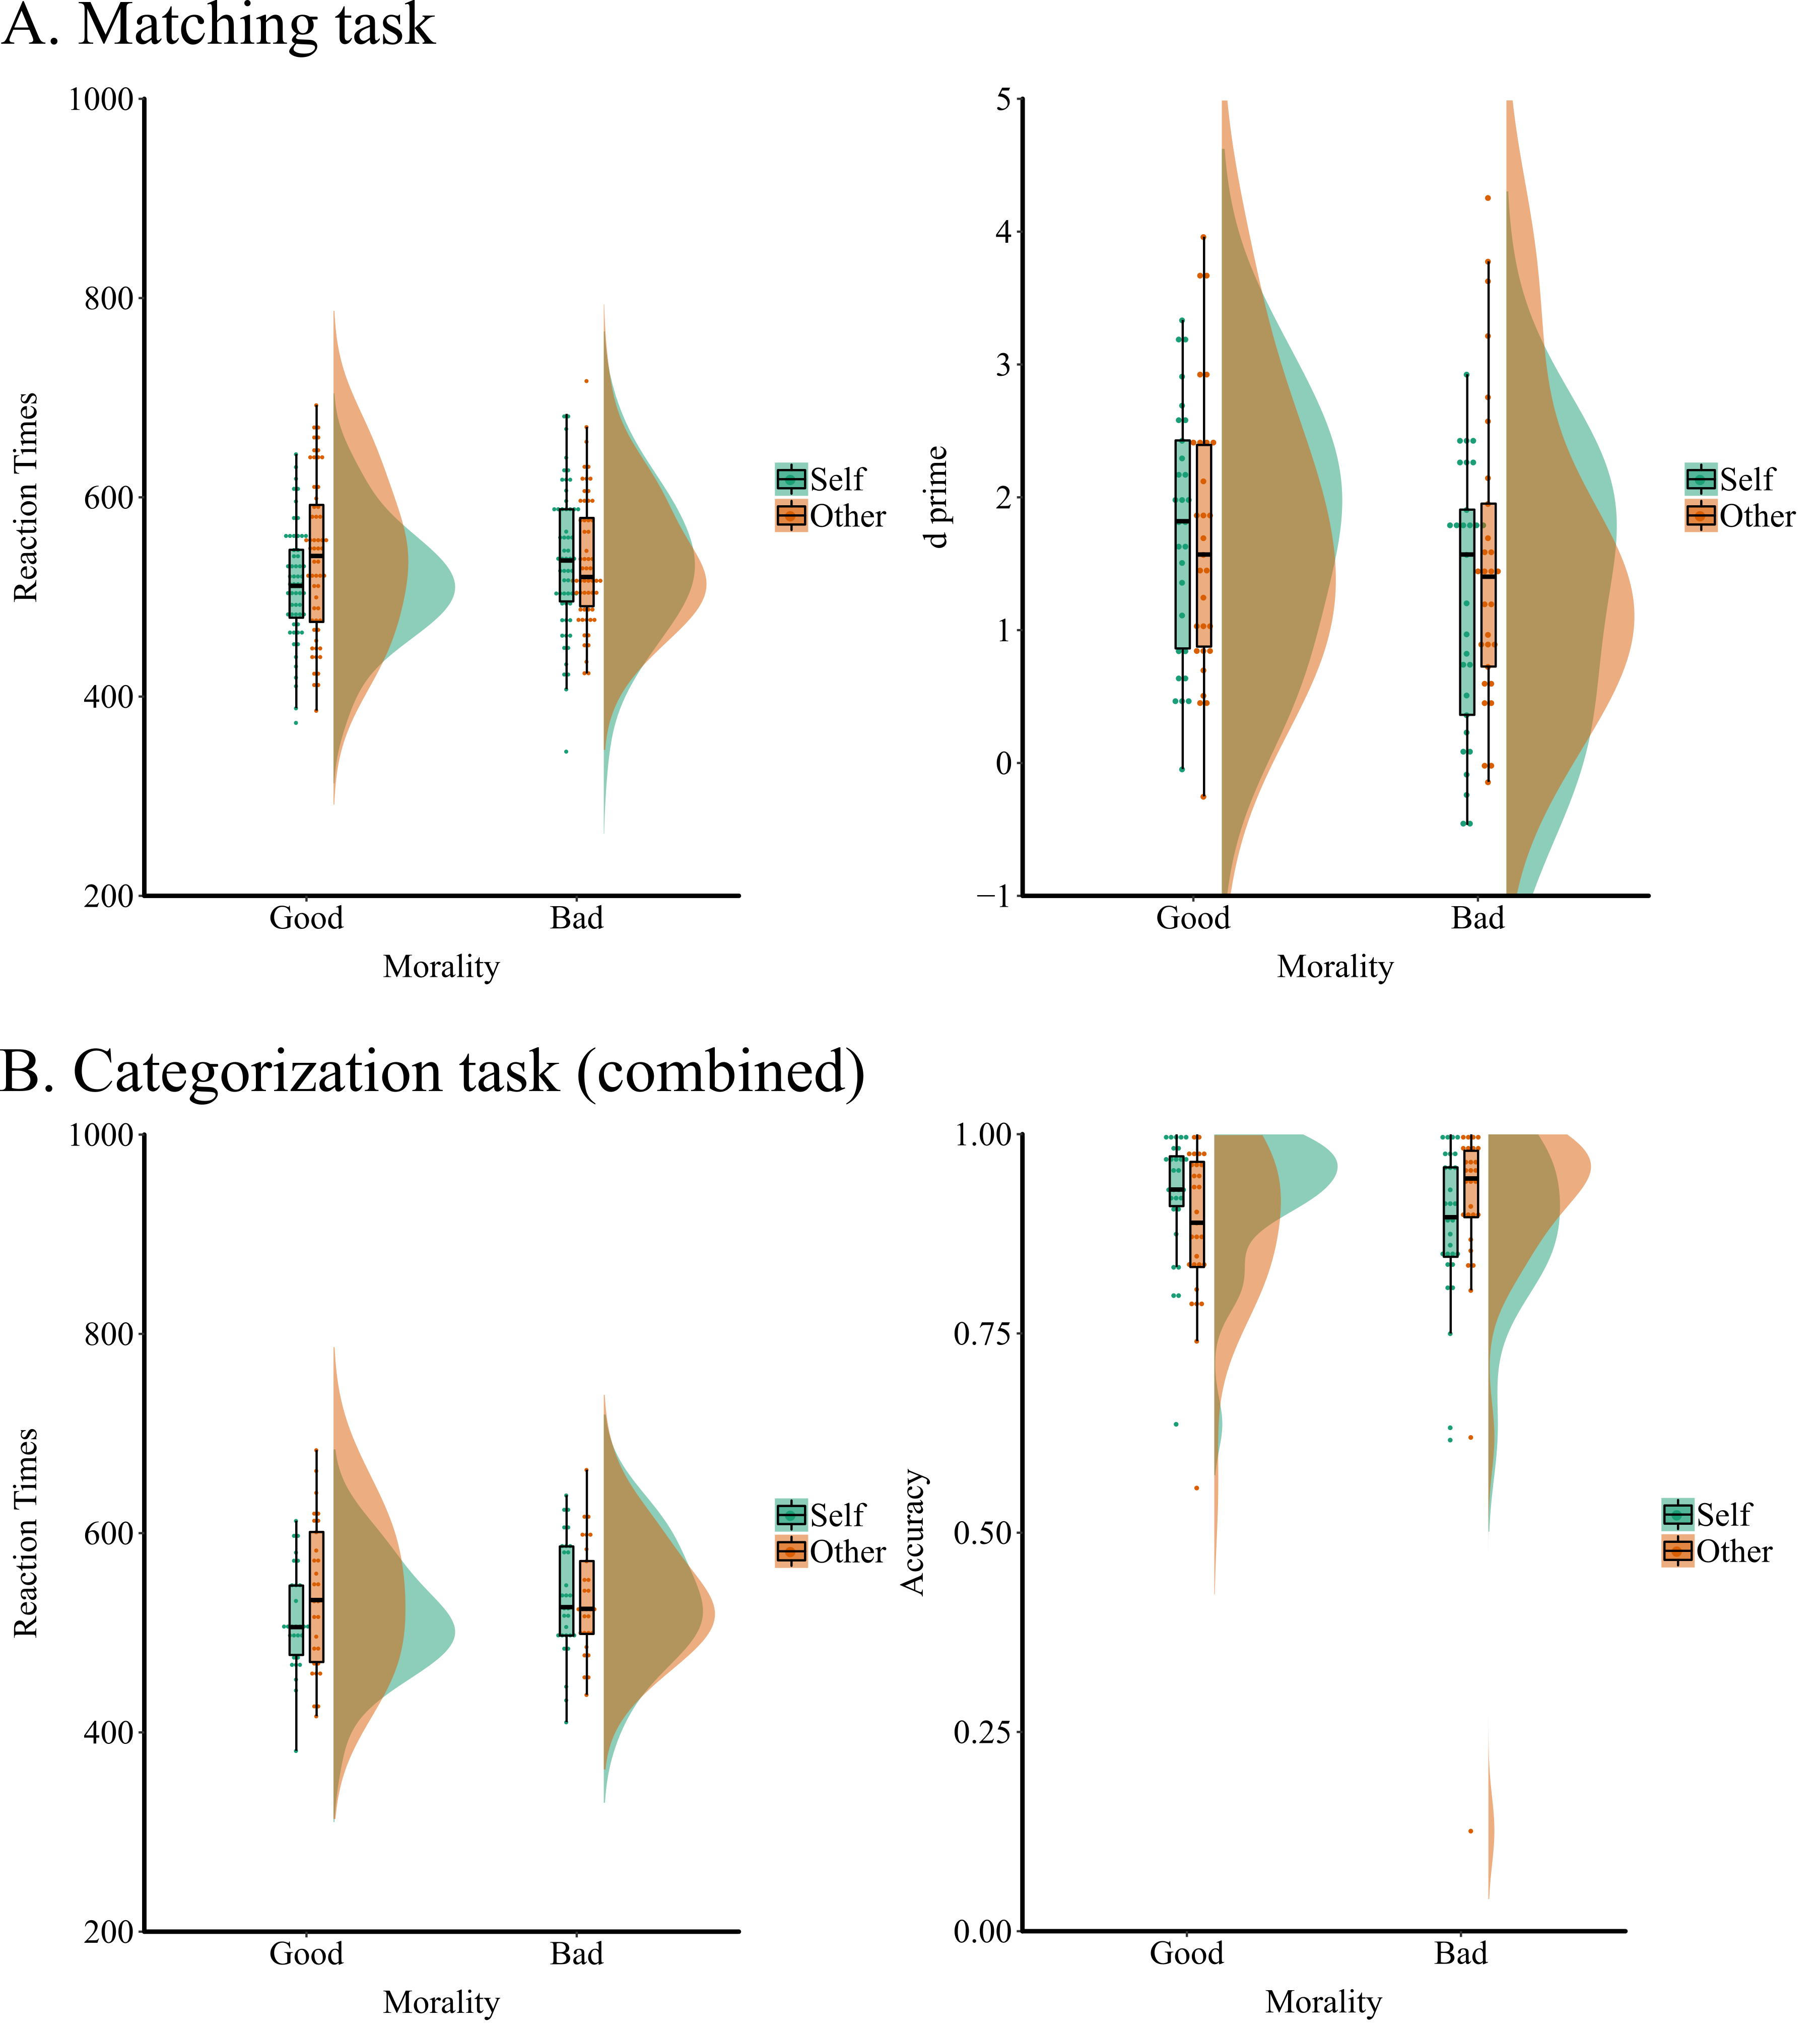 A. Matching task
1000
800
600
400
200
Reaction Times
Good
Bad
Morality
Self
Other
5
4
3
2
1
0
−1
d prime
Good
Bad
Morality
Self
Other
B. Categorization task (combined)
1000
800
600
400
200
Reaction Times
Good
Bad
Morality
Self
Other
1.00
0.75
0.50
0.25
0.00
Accuracy
Good
Bad
Morality
Self
Other